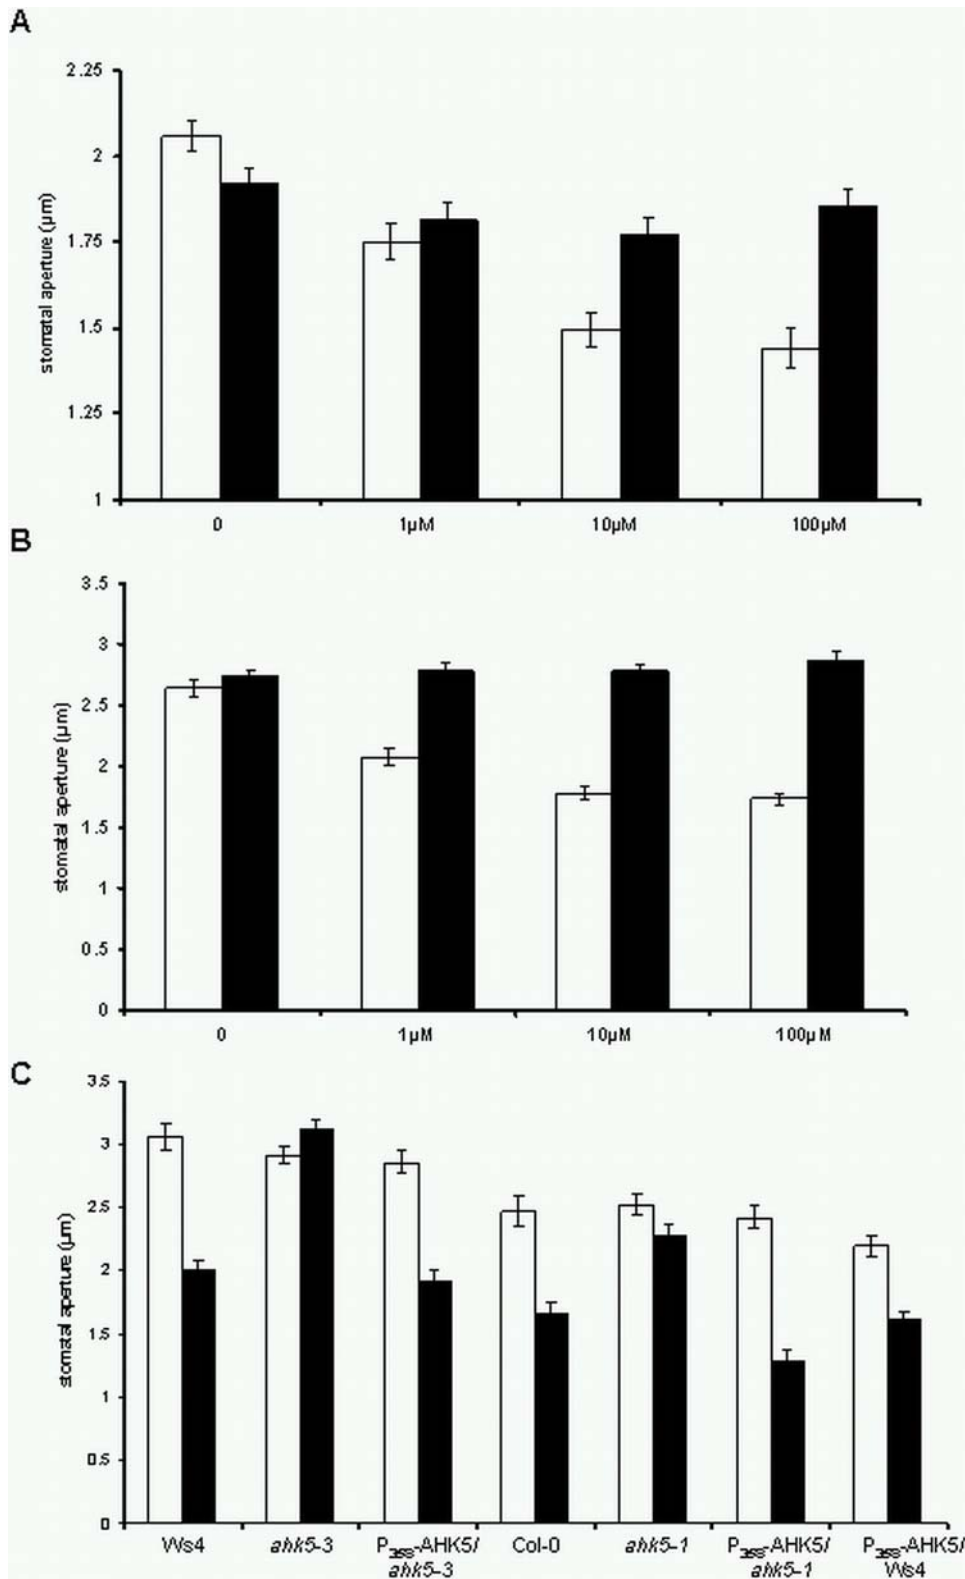 A
2.25
2
1.75
1.5
1.25
1
stomatal aperture (µm)
0 1µM 10µM 100µM
B
3.5
3
2.5
2
1.5
1
0.5
0
stomatal aperture (µm)
0 1µM 10µM 100µM
C
3.5
3
2.5
2
1.5
1
0.5
0
stomatal aperture (µm)
Ws4 ahk5-3 P35S-AHK5/ Col-0 ahk5-1 P35S-AHK5/ P35S-AHK5/
ahk5-3 ahk5-1 Ws4